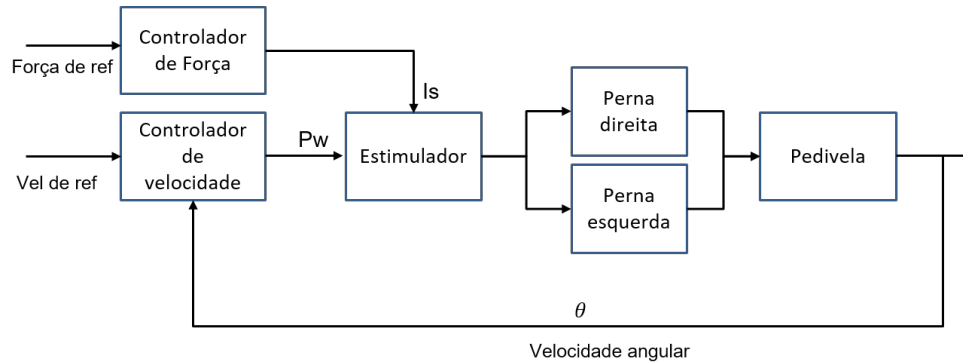 Controlador
de Força
Força de ref
Is
Controlador
de
velocidade
Vel de ref
Pw
Estimulador
Perna
direita
Perna
esquerda
Pedivela
θ
Velocidade angular